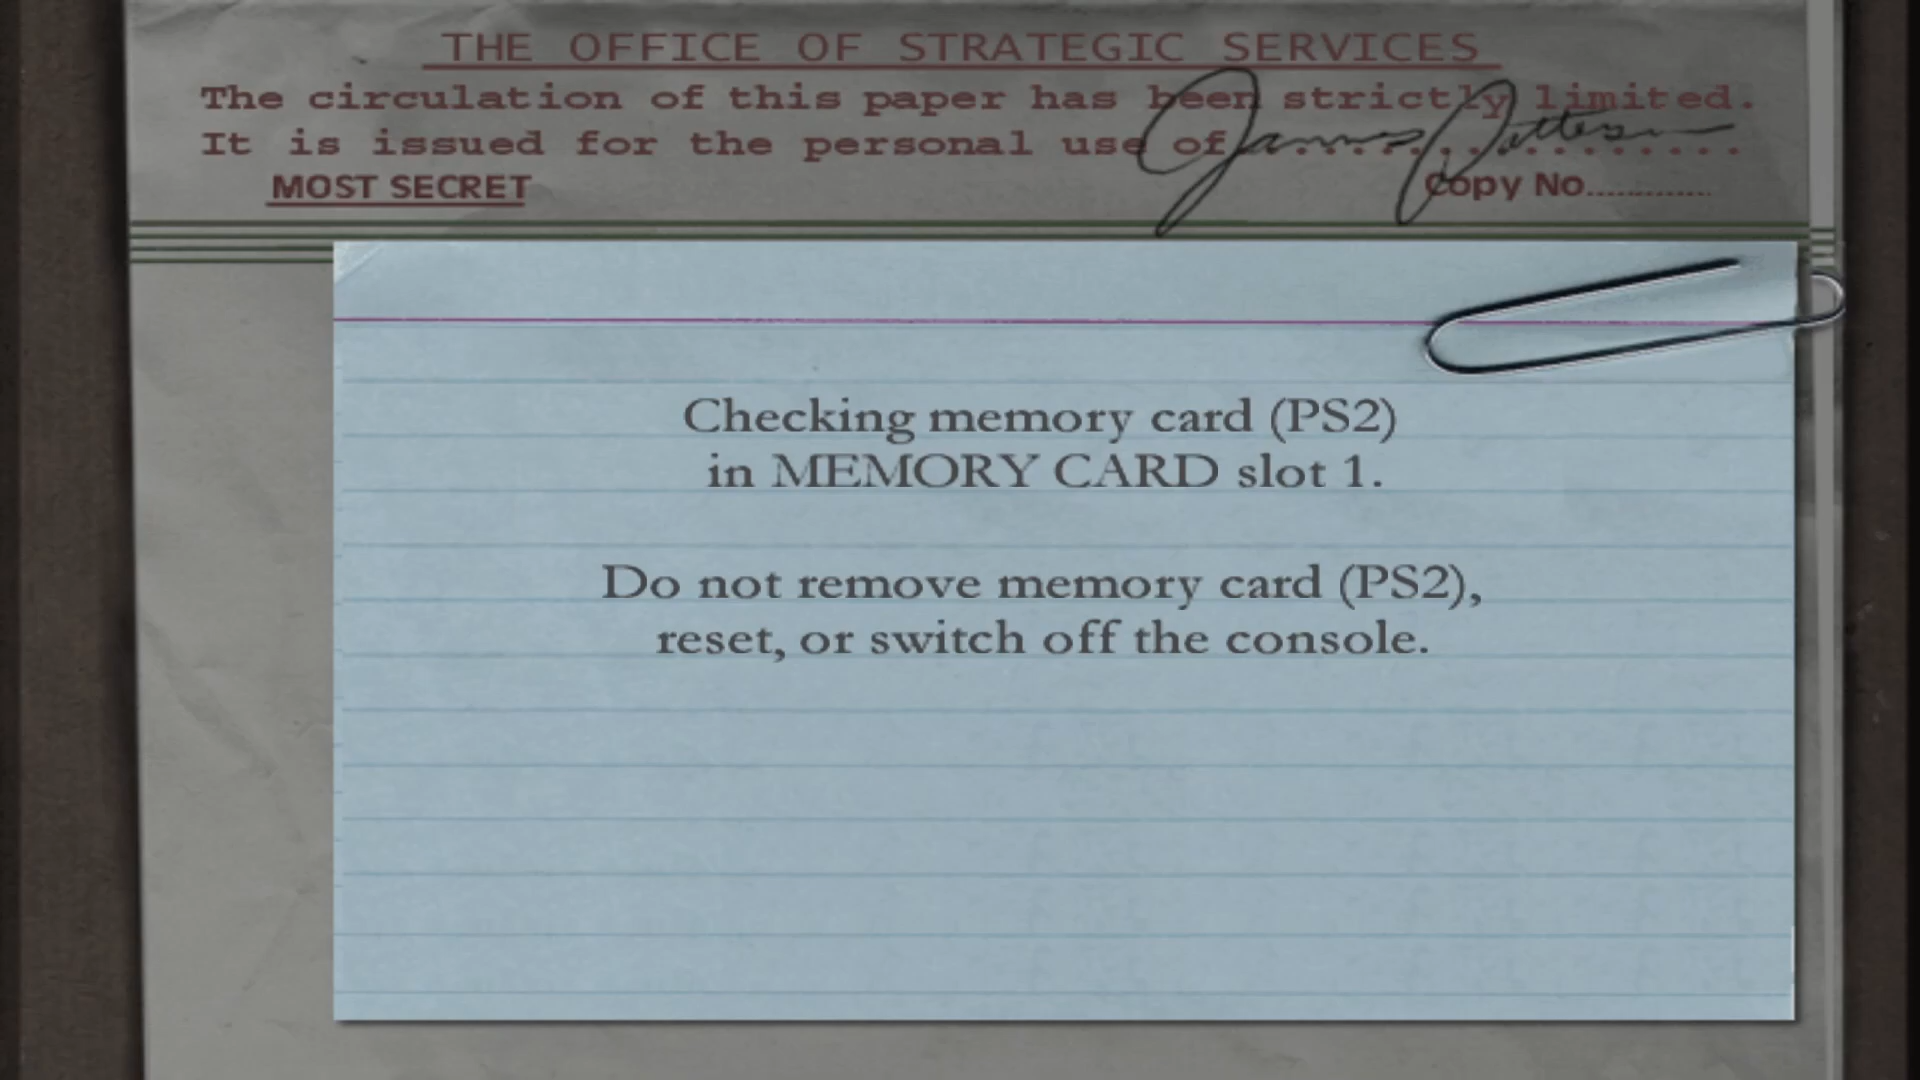 THE OFFICE OF STRATEGIC SERVICES
The circulation of this paper has been strictly limited.
It is issued for the personal use of James Patterson
MOST SECRET
Copy No............
Checking memory card (PS2)
in MEMORY CARD slot 1.
Do not remove memory card (PS2),
reset, or switch off the console.